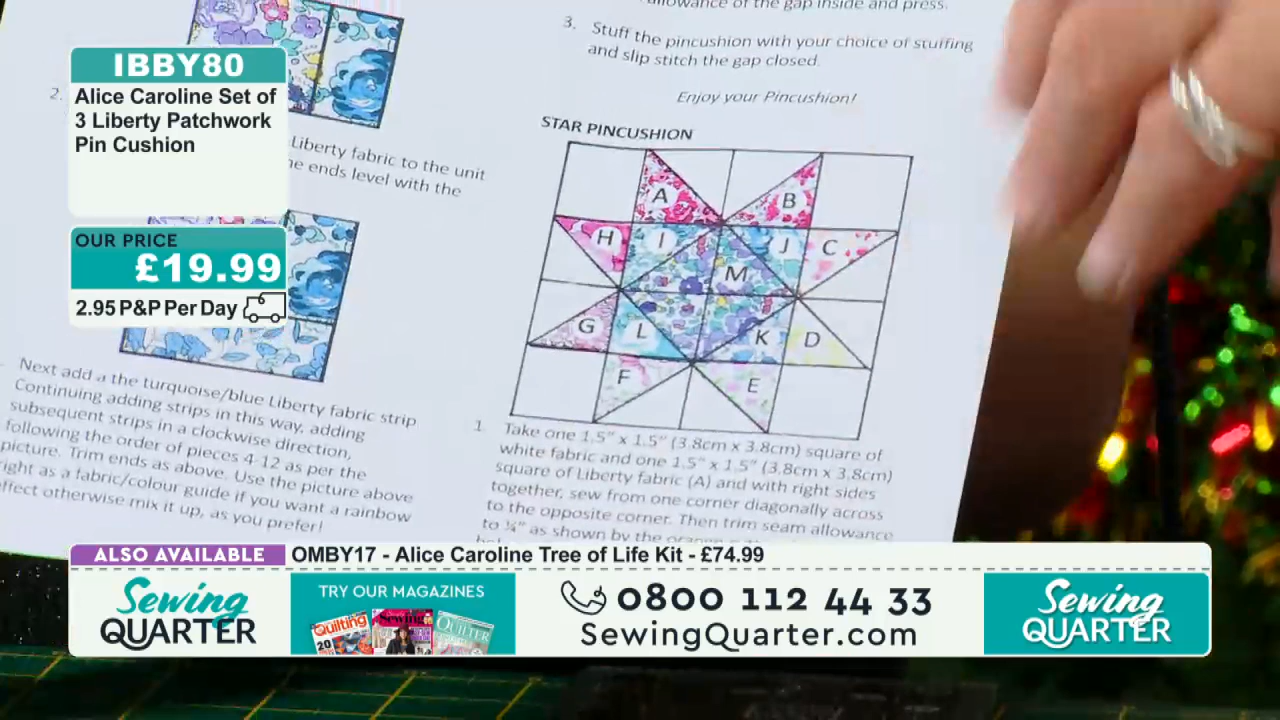 IBBY80
Alice Caroline Set of
3 Liberty Patchwork
Pin Cushion
OUR PRICE
£19.99
2.95 P&P Per Day
2.
Liberty fabric to the unit
ends level with the
Next add a the turquoise/blue Liberty fabric strip
Continuing adding strips in this way, adding
subsequent strips in a clockwise direction,
following the order of pieces 4-12 as per the
picture. Trim ends as above. Use the picture above
right as a fabric/colour guide if you want a rainbow
effect otherwise mix it up, as you prefer!
allowance of the gap inside and press.
3. Stuff the pincushion with your choice of stuffing
and slip stitch the gap closed.
Enjoy your Pincushion!
STAR PINCUSHION
A B
H I J C
M
G L K D
F E
1. Take one 1.5" x 1.5" (3.8cm x 3.8cm) square of
white fabric and one 1.5" x 1.5" (3.8cm x 3.8cm)
square of Liberty fabric (A) and with right sides
together, sew from one corner diagonally across
to the opposite corner. Then trim seam allowance
to ¼" as shown by the
ALSO AVAILABLE OMBY17 - Alice Caroline Tree of Life Kit - £74.99
Sewing
QUARTER
TRY OUR MAGAZINES
Quilting
20
Sewing
QUILTER
0800 112 44 33
SewingQuarter.com
Sewing
QUARTER